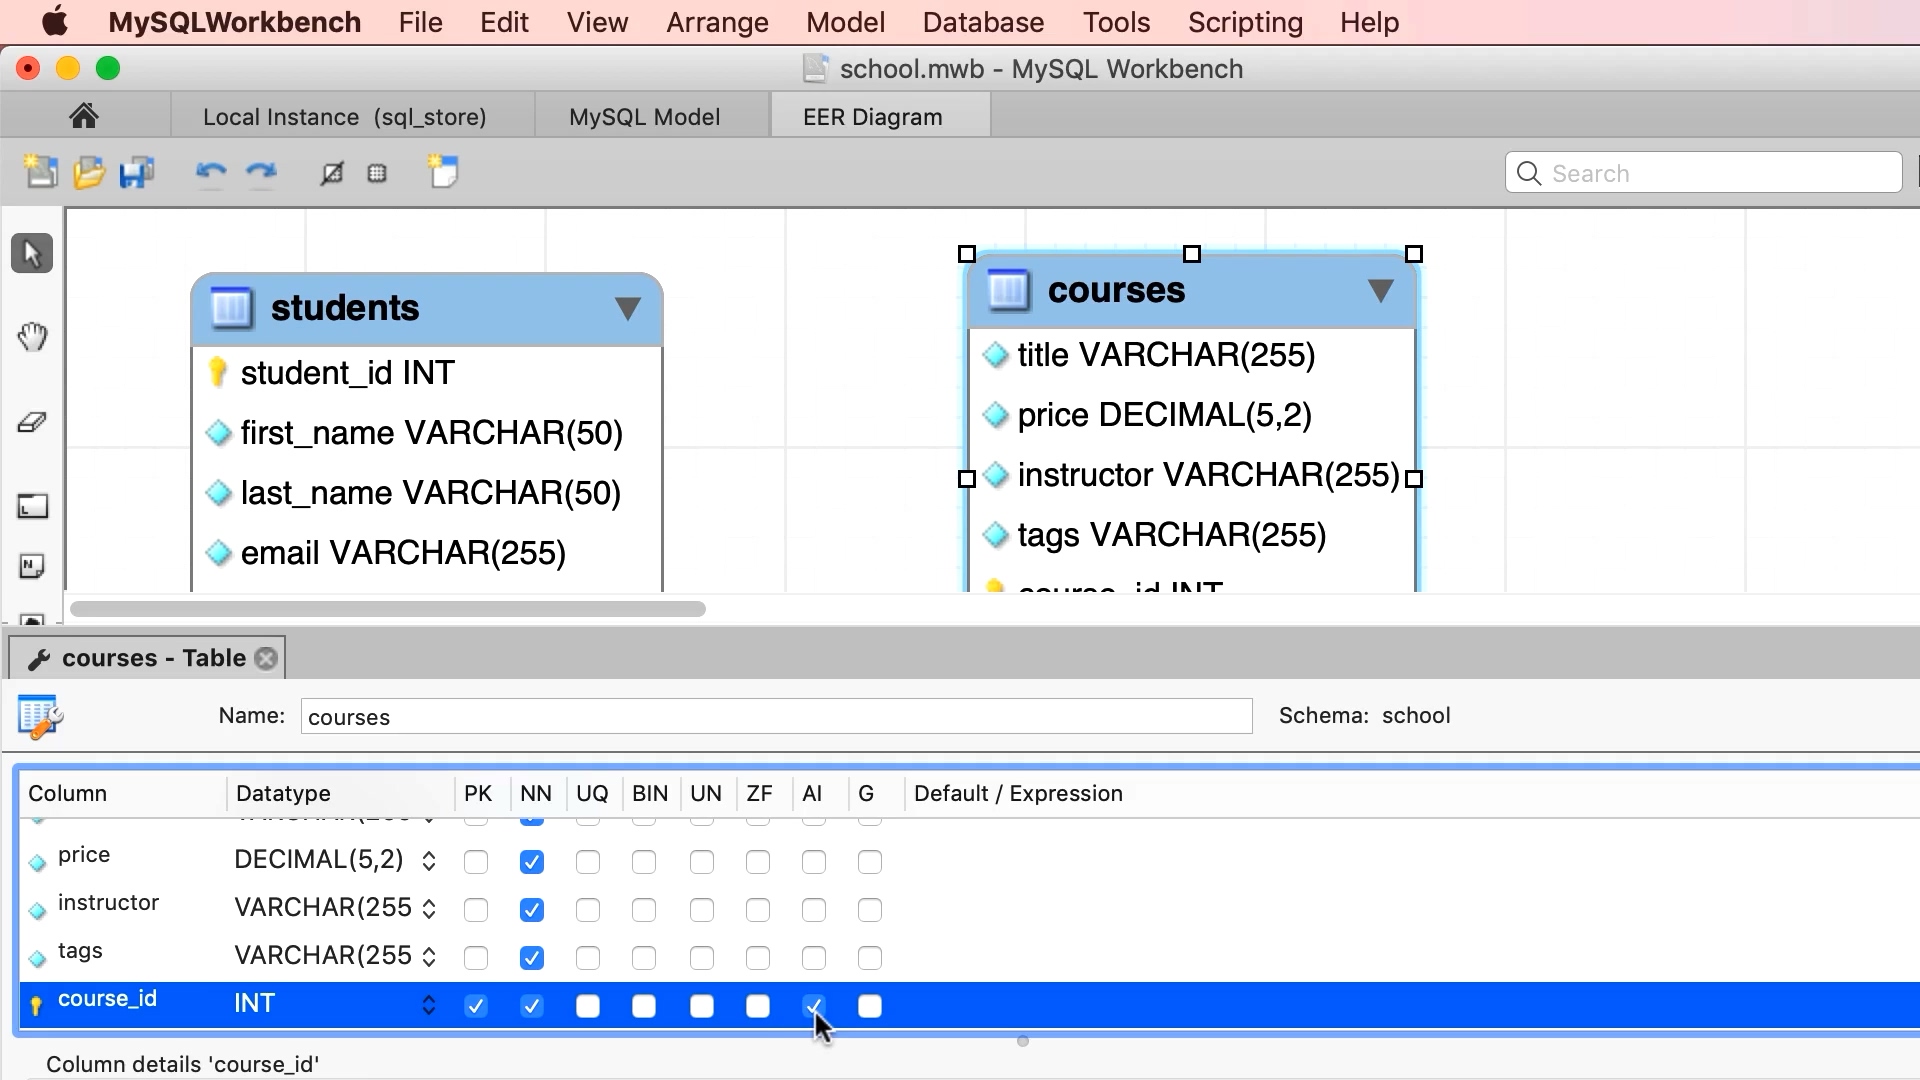 MySQLWorkbench File Edit View Arrange Model Database Tools Scripting Help
school.mwb - MySQL Workbench
Local Instance (sql_store) MySQL Model EER Diagram
Search
students
student_id INT
first_name VARCHAR(50)
last_name VARCHAR(50)
email VARCHAR(255)
courses
title VARCHAR(255)
price DECIMAL(5,2)
instructor VARCHAR(255)
tags VARCHAR(255)
course_id INT
courses - Table
Name: courses Schema: school
Column Datatype PK NN UQ BIN UN ZF AI G Default / Expression
price DECIMAL(5,2)
instructor VARCHAR(255
tags VARCHAR(255
course_id INT
Column details 'course_id'